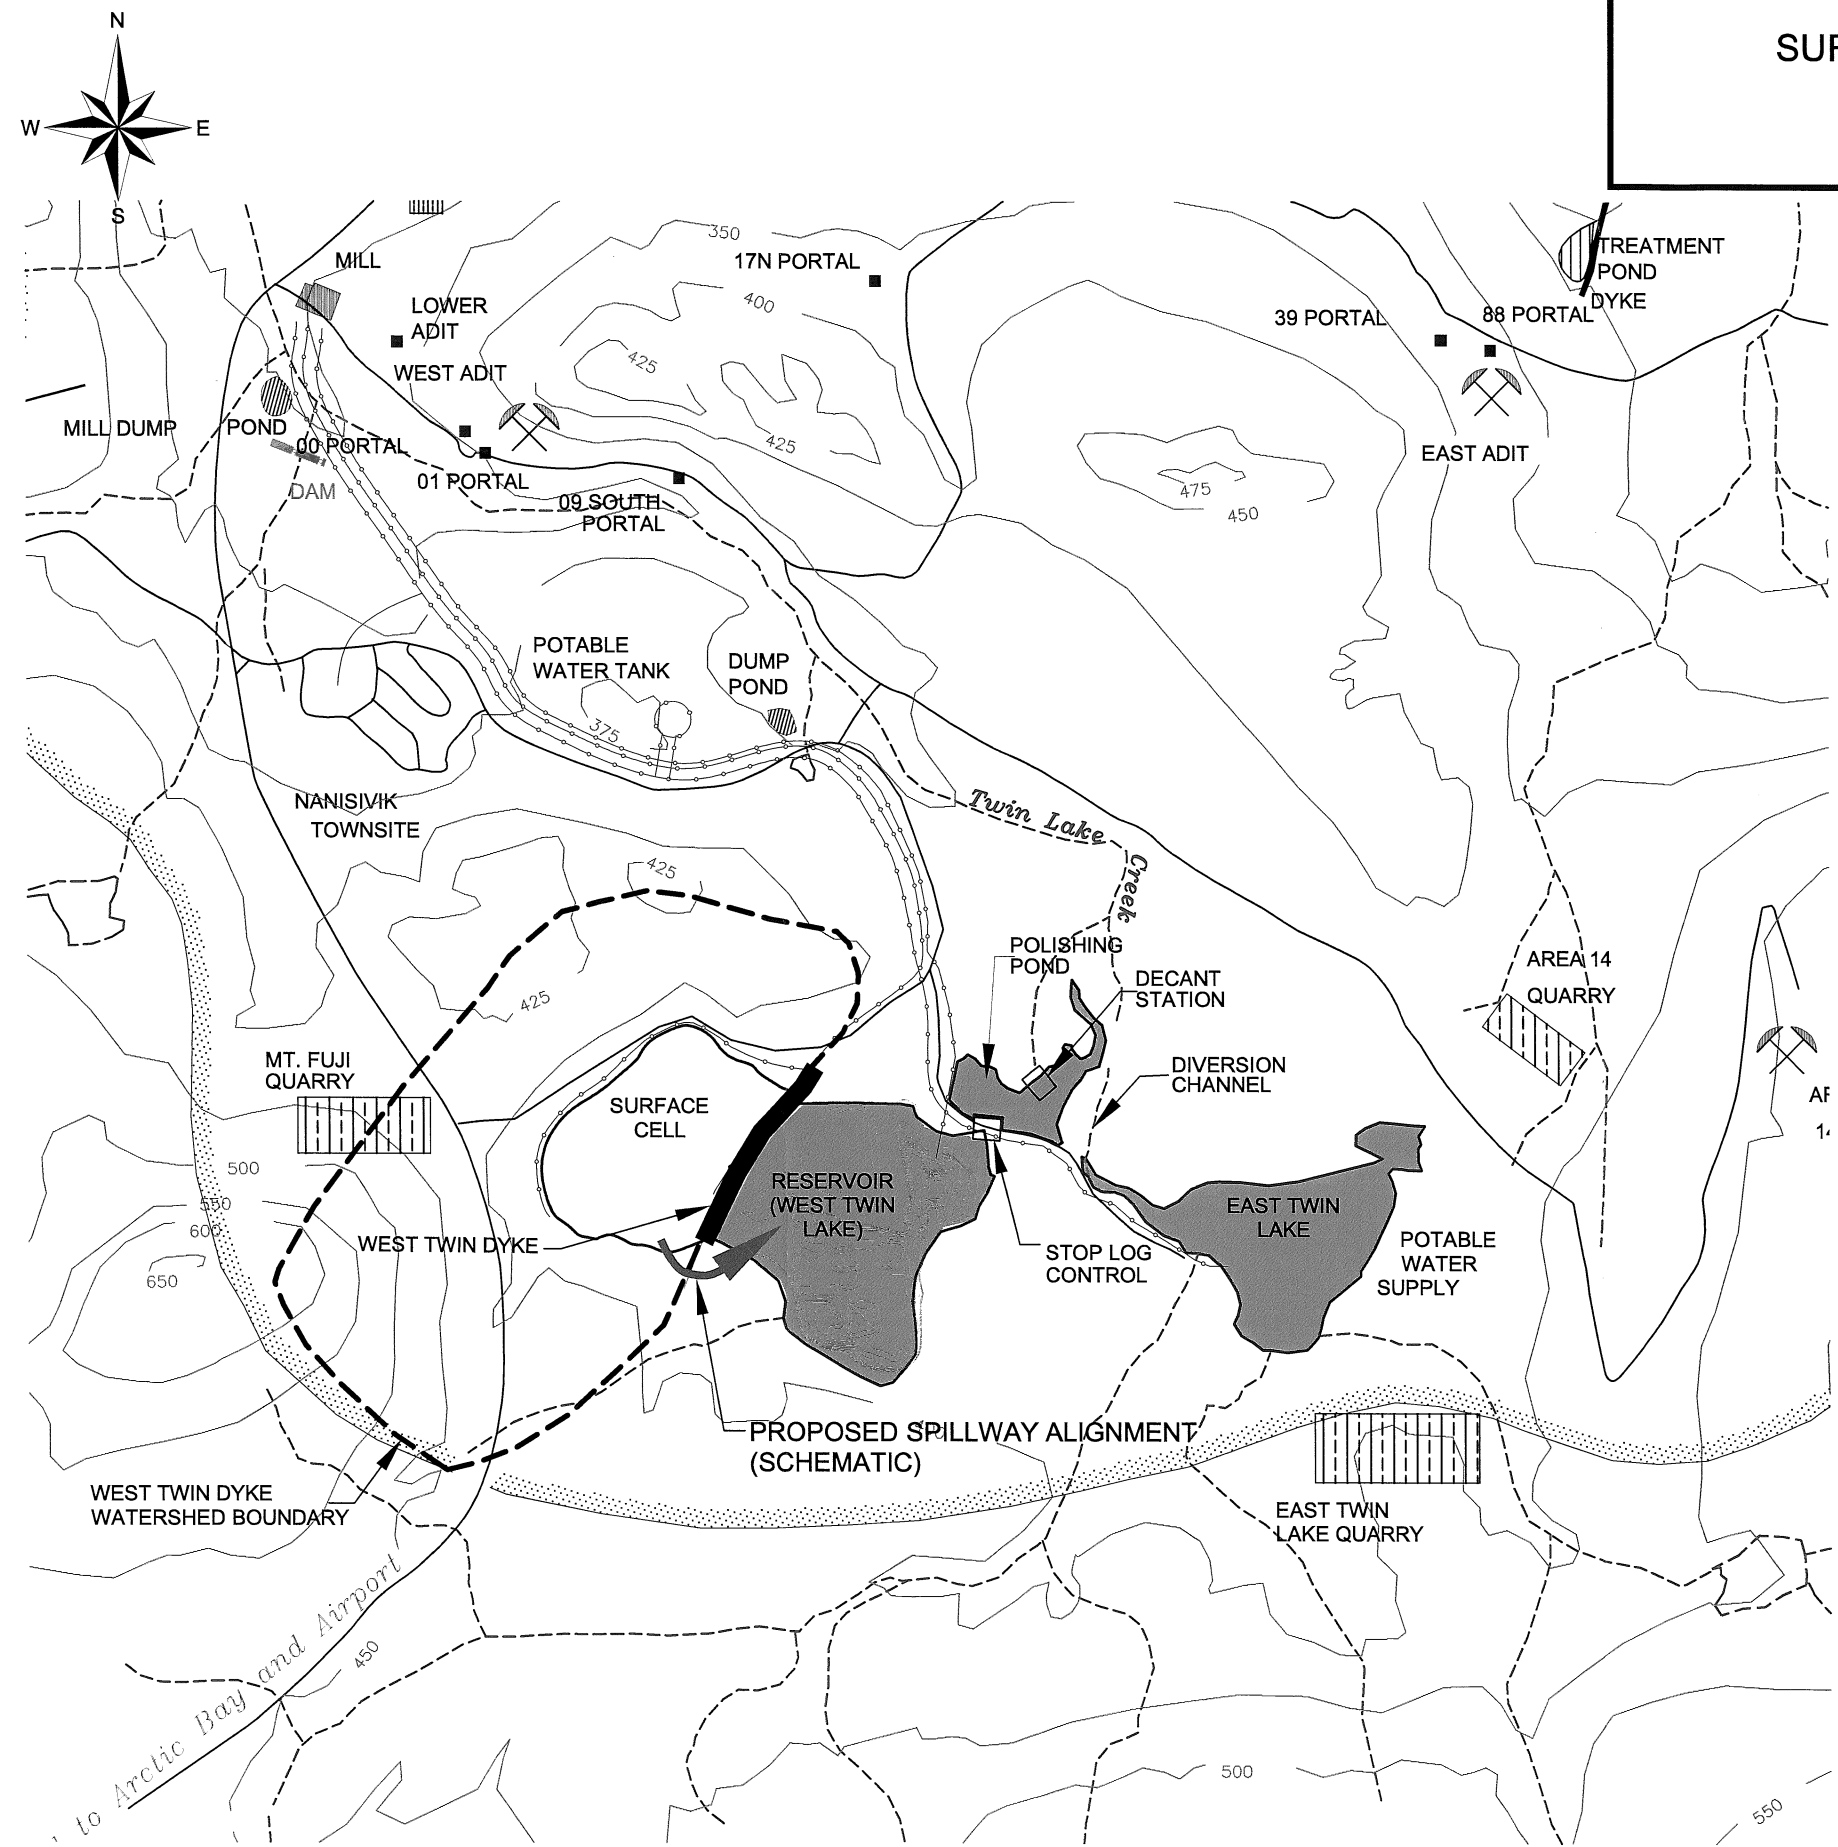 N
SUR
W
E
S
350
MILL
17N PORTAL
TREATMENT
POND
DYKE
400
LOWER
ADIT
39 PORTAL
88 PORTAL
425
WEST ADIT
MILL DUMP
POND
00 PORTAL
425
EAST ADIT
01 PORTAL
DAM
09 SOUTH
PORTAL
475
450
POTABLE
WATER TANK
DUMP
POND
375
NANISIVIK
TOWNSITE
Twin Lake
Creek
425
POLISHING
POND
AREA 14
QUARRY
DECANT
STATION
425
MT. FUJI
QUARRY
DIVERSION
CHANNEL
SURFACE
CELL
500
550
600
650
RESERVOIR
(WEST TWIN
LAKE)
EAST TWIN
LAKE
WEST TWIN DYKE
STOP LOG
CONTROL
POTABLE
WATER
SUPPLY
PROPOSED SPILLWAY ALIGNMENT
(SCHEMATIC)
WEST TWIN DYKE
WATERSHED BOUNDARY
EAST TWIN
LAKE QUARRY
to Arctic Bay and Airport
450
500
550